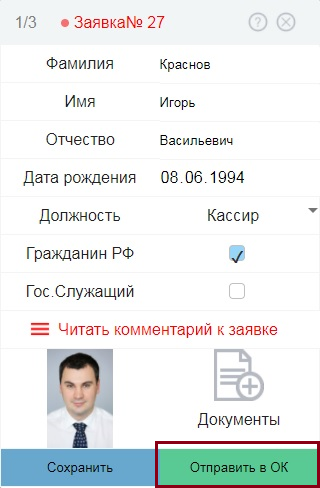 1/3 Заявка№ 27 ?
Фамилия Краснов
Имя Игорь
Отчество Васильевич
Дата рождения 08.06.1994
Должность Кассир
Гражданин РФ
Гос.Служащий
Читать комментарий к заявке
Документы
Сохранить Отправить в ОК